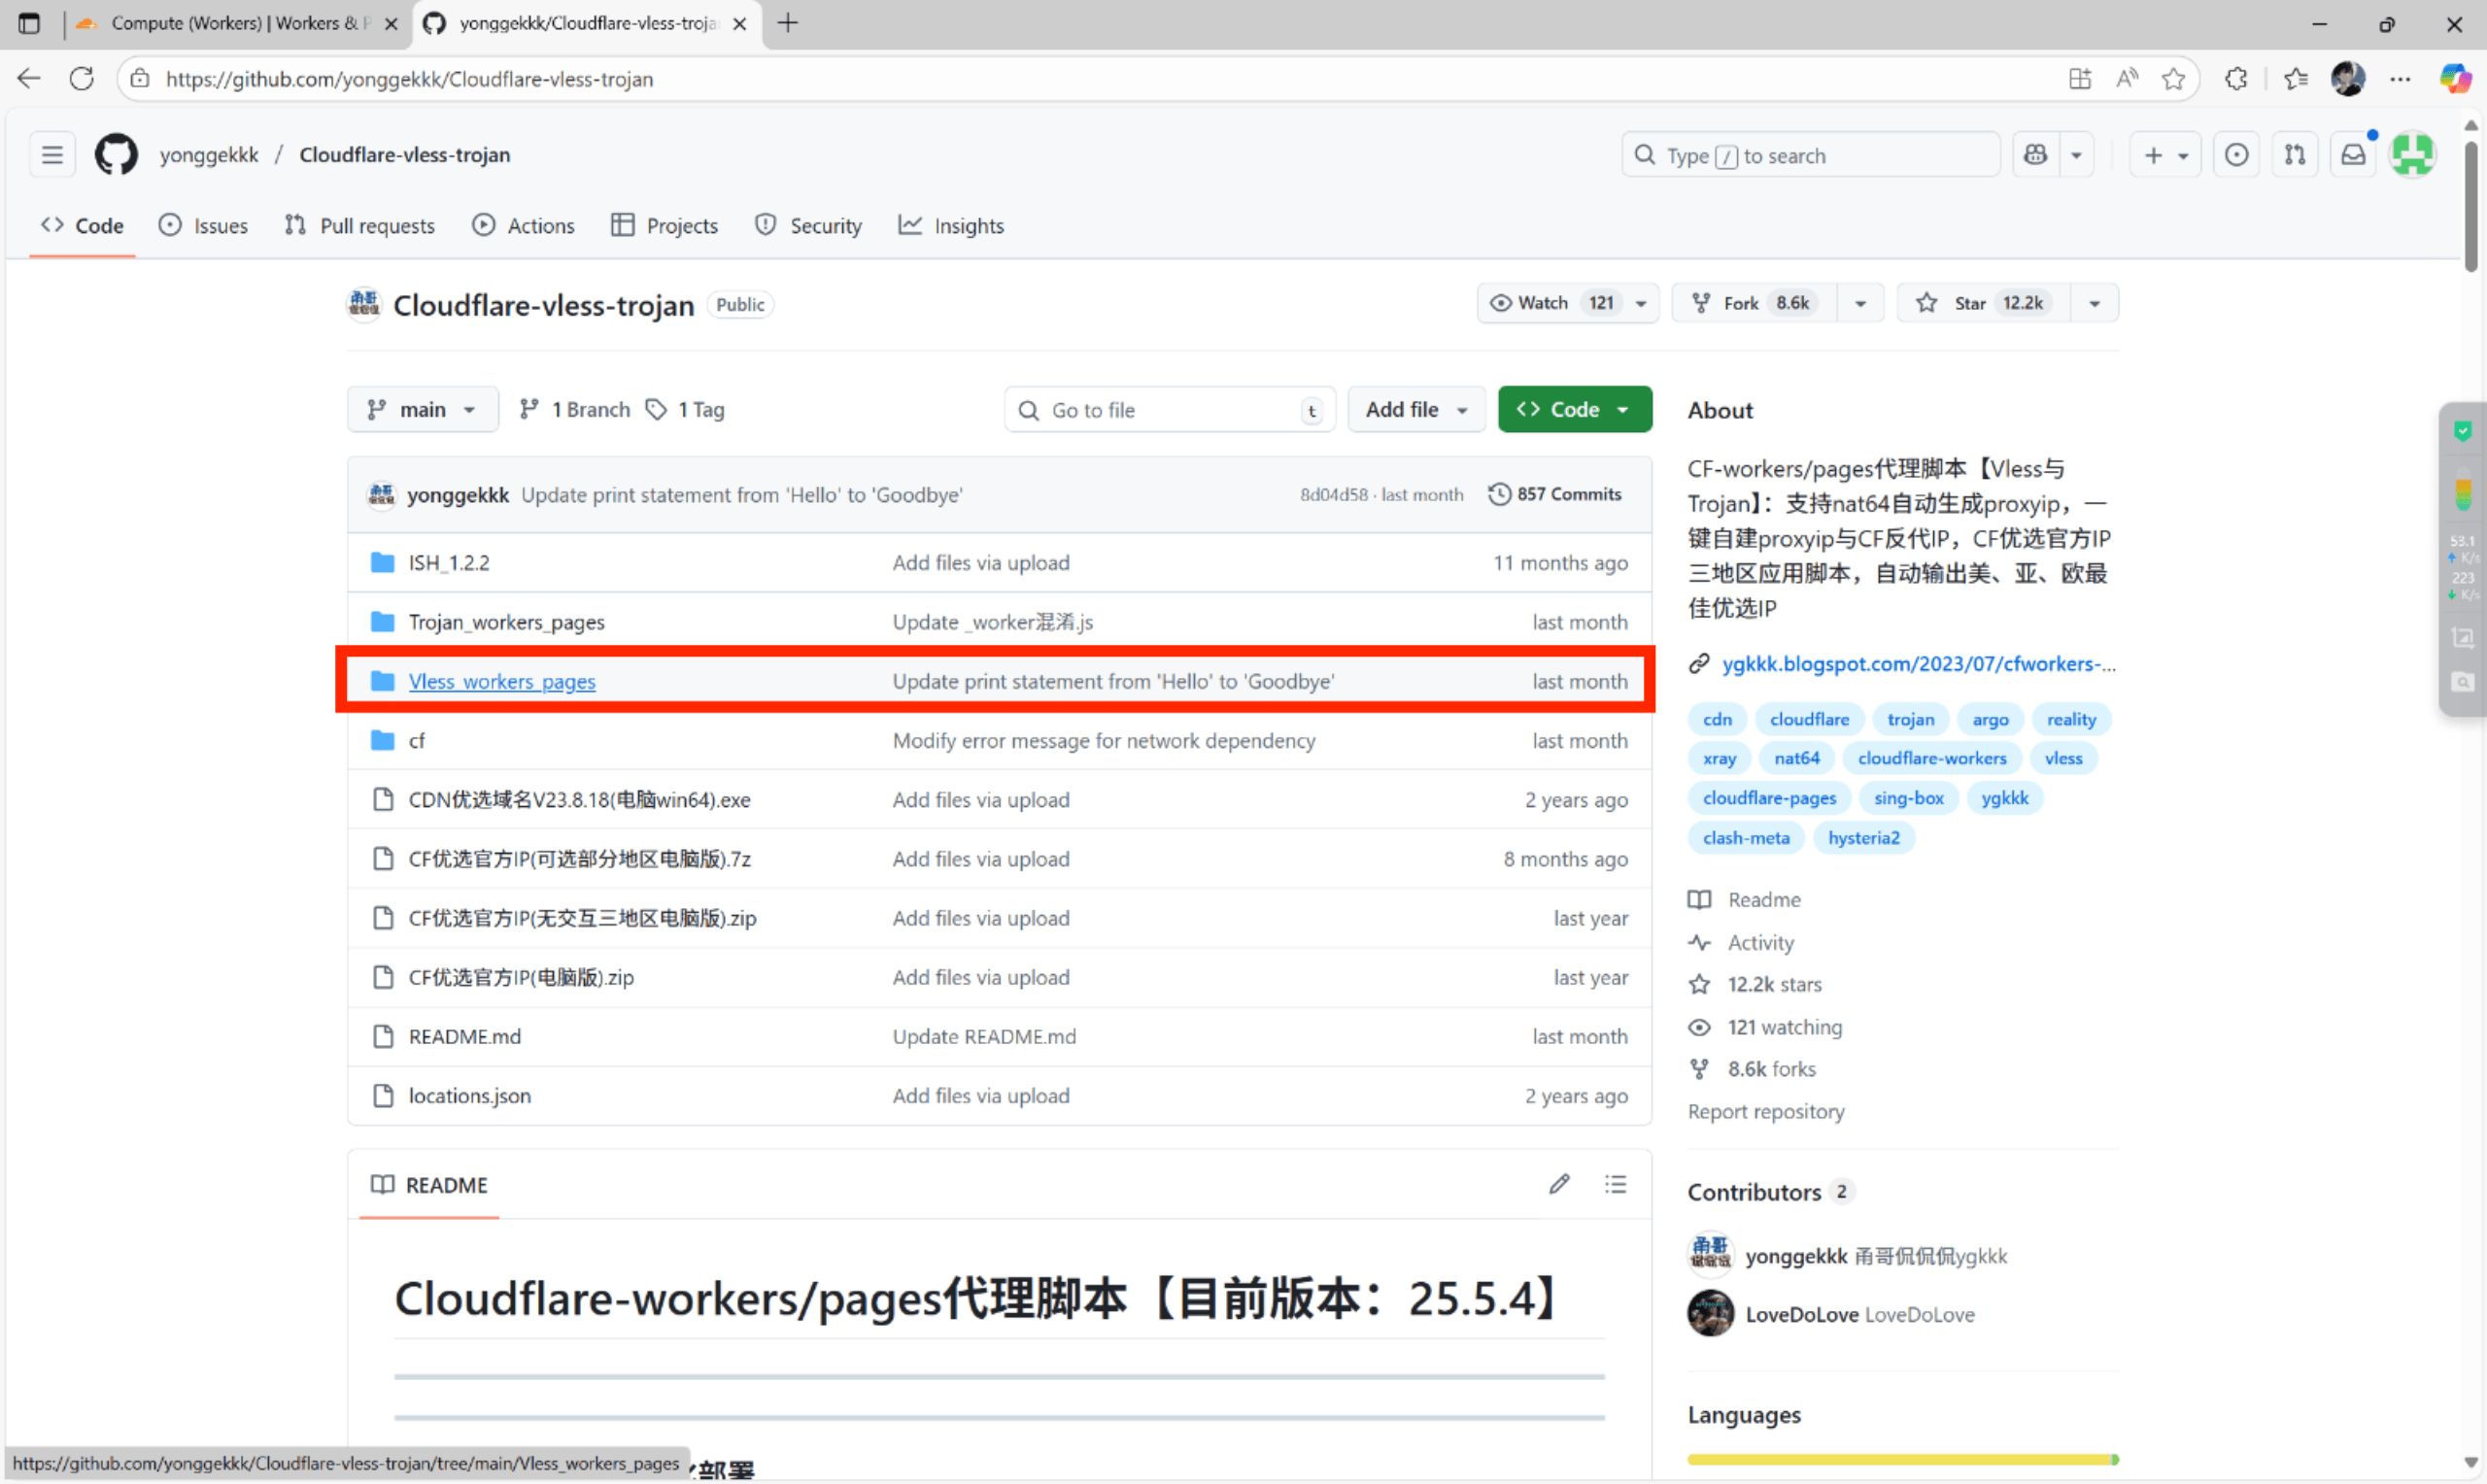 Compute (Workers) | Workers & P
yonggekkk/Cloudflare-vless-troja
https://github.com/yonggekkk/Cloudflare-vless-trojan
yonggekkk / Cloudflare-vless-trojan
Type / to search
Code
Issues
Pull requests
Actions
Projects
Security
Insights
Cloudflare-vless-trojan Public
Watch 121
Fork 8.6k
Star 12.2k
main
1 Branch
1 Tag
Go to file t
Add file
Code
yonggekkk Update print statement from 'Hello' to 'Goodbye' 8d04d58 · last month 857 Commits
ISH_1.2.2 Add files via upload 11 months ago
Trojan_workers_pages Update _worker混淆.js last month
Vless_workers_pages Update print statement from 'Hello' to 'Goodbye' last month
cf Modify error message for network dependency last month
CDN优选域名V23.8.18(电脑win64).exe Add files via upload 2 years ago
CF优选官方IP(可选部分地区电脑版).7z Add files via upload 8 months ago
CF优选官方IP(无交互三地区电脑版).zip Add files via upload last year
CF优选官方IP(电脑版).zip Add files via upload last year
README.md Update README.md last month
locations.json Add files via upload 2 years ago
README
Cloudflare-workers/pages代理脚本【目前版本：25.5.4】
部署
About
CF-workers/pages代理脚本【Vless与
Trojan】：支持nat64自动生成proxyip，一
键自建proxyip与CF反代IP，CF优选官方IP
三地区应用脚本，自动输出美、亚、欧最
佳优选IP
ygkkk.blogspot.com/2023/07/cfworkers-...
cdn cloudflare trojan argo reality
xray nat64 cloudflare-workers vless
cloudflare-pages sing-box ygkkk
clash-meta hysteria2
Readme
Activity
12.2k stars
121 watching
8.6k forks
Report repository
Contributors 2
yonggekkk 甬哥侃侃侃ygkkk
LoveDoLove LoveDoLove
Languages
53.1
K/s
223
K/s
https://github.com/yonggekkk/Cloudflare-vless-trojan/tree/main/Vless_workers_pages